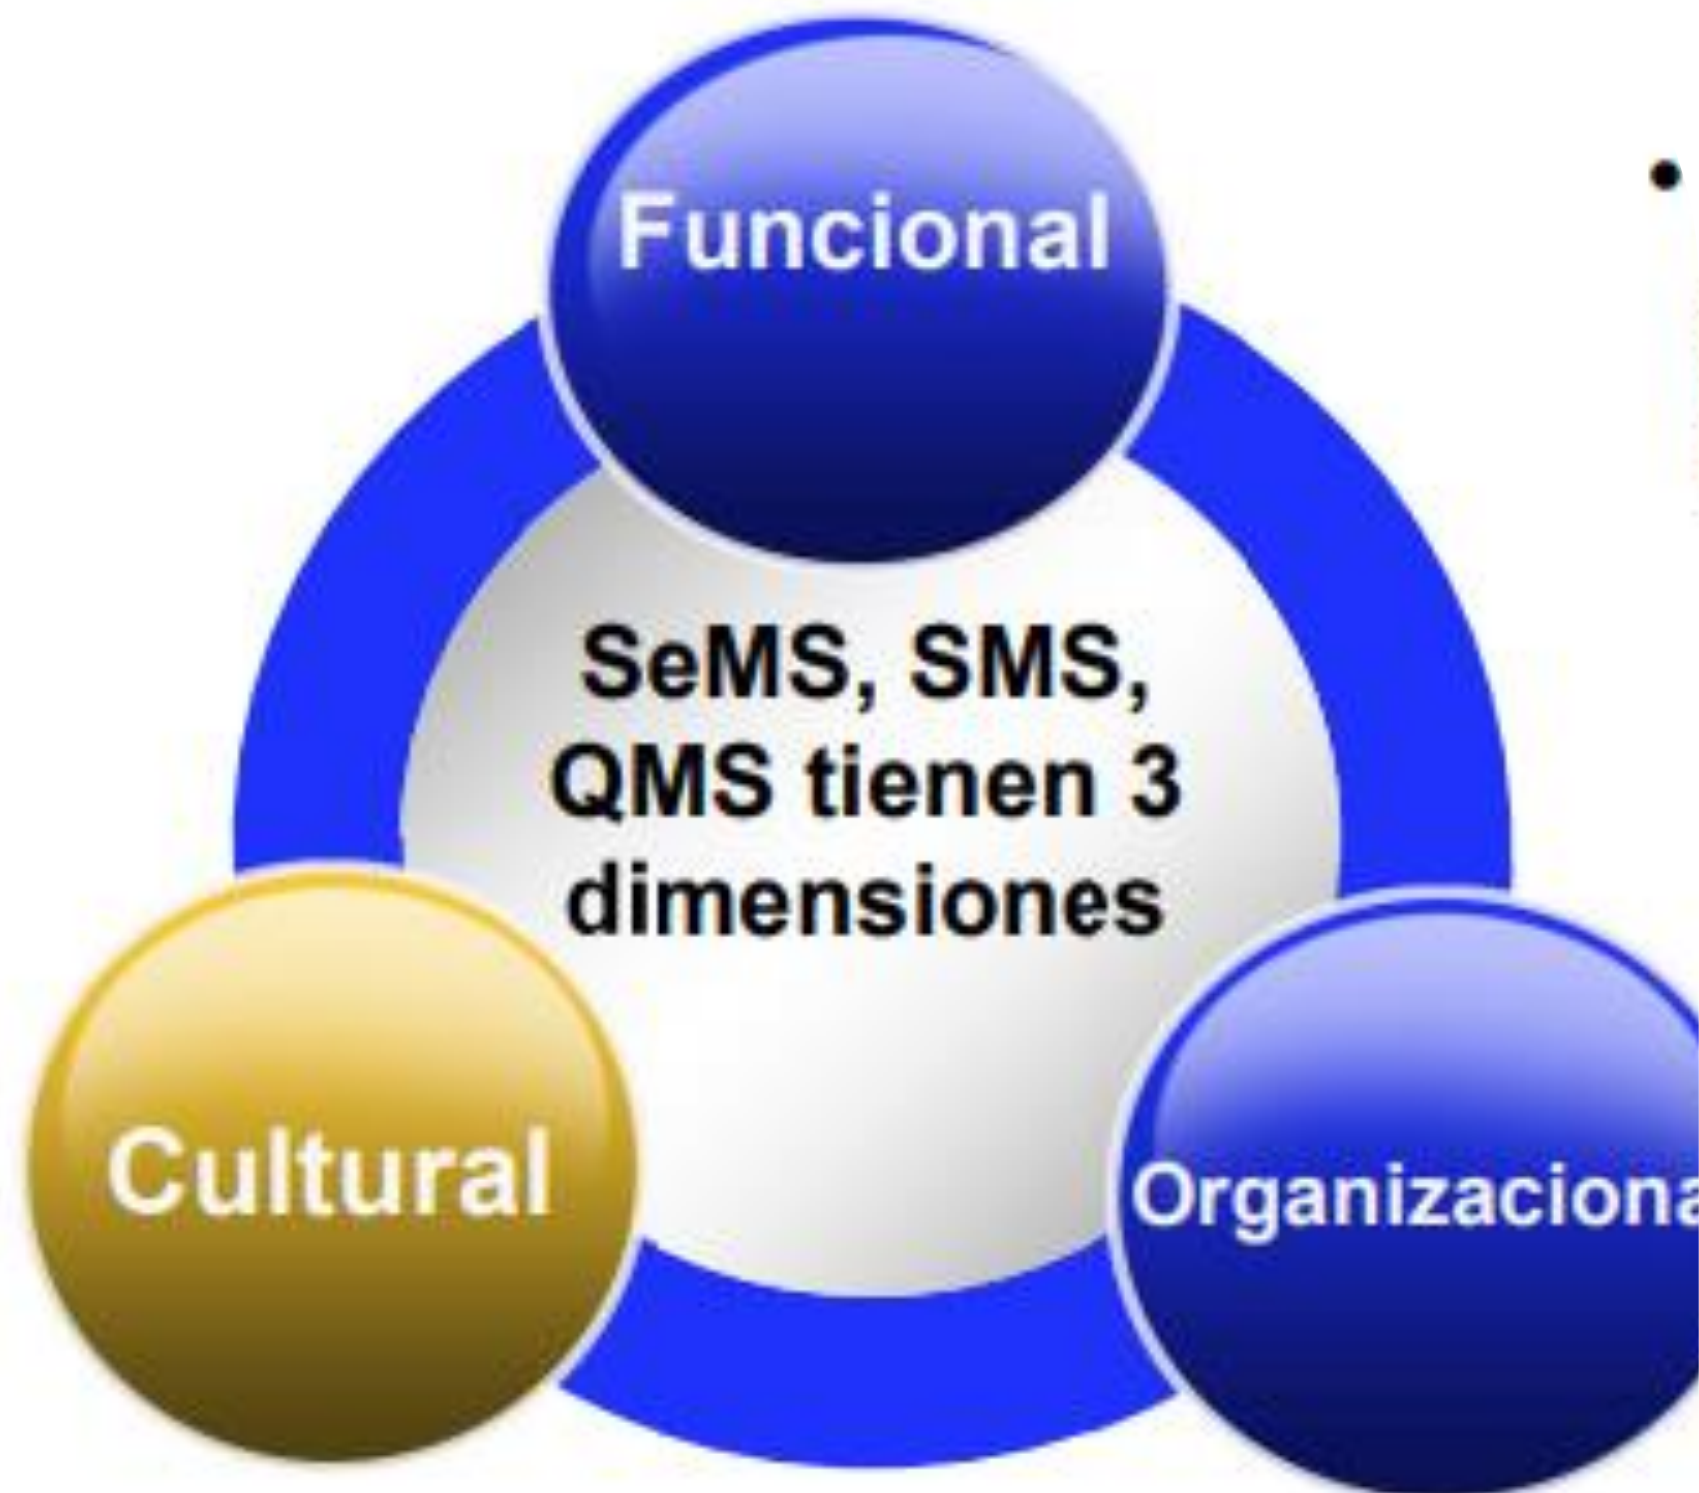 Funcional
SeMS, SMS,
QMS tienen 3
dimensiones
Cultural
Organizaciona